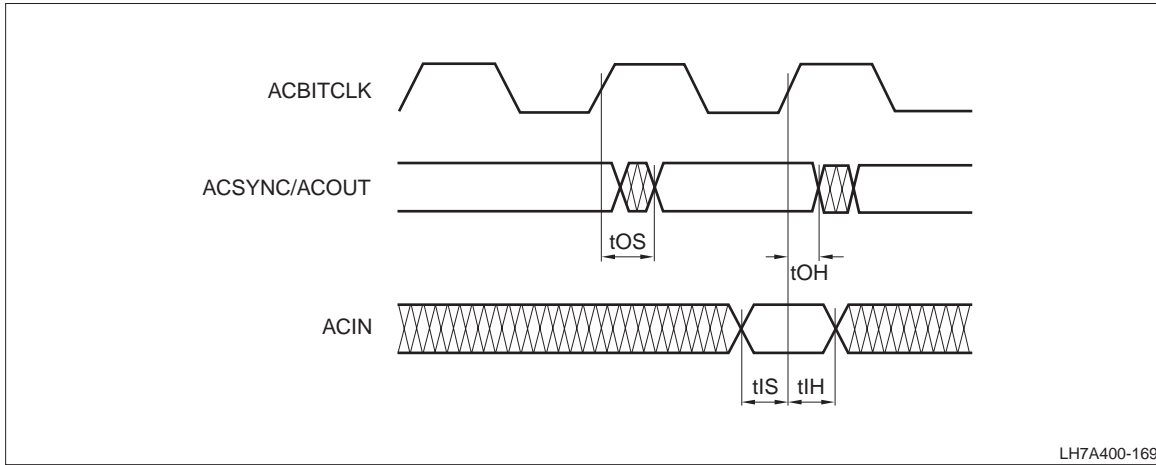 ACBITCLK
ACSYNC/ACOUT
tOS
tOH
ACIN
tIS
tIH
LH7A400-169